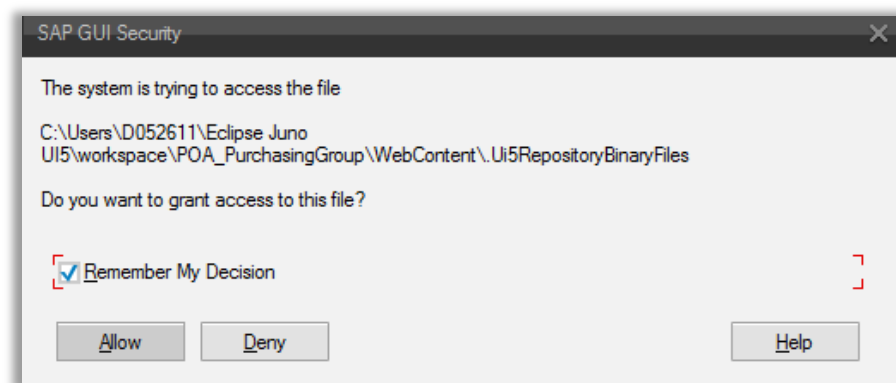 SAP GUI Security
The system is trying to access the file
C:\Users\D052611\Eclipse Juno
UI5\workspace\POA_PurchasingGroup\WebContent\.Ui5RepositoryBinaryFiles
Do you want to grant access to this file?
Remember My Decision
Allow Deny Help